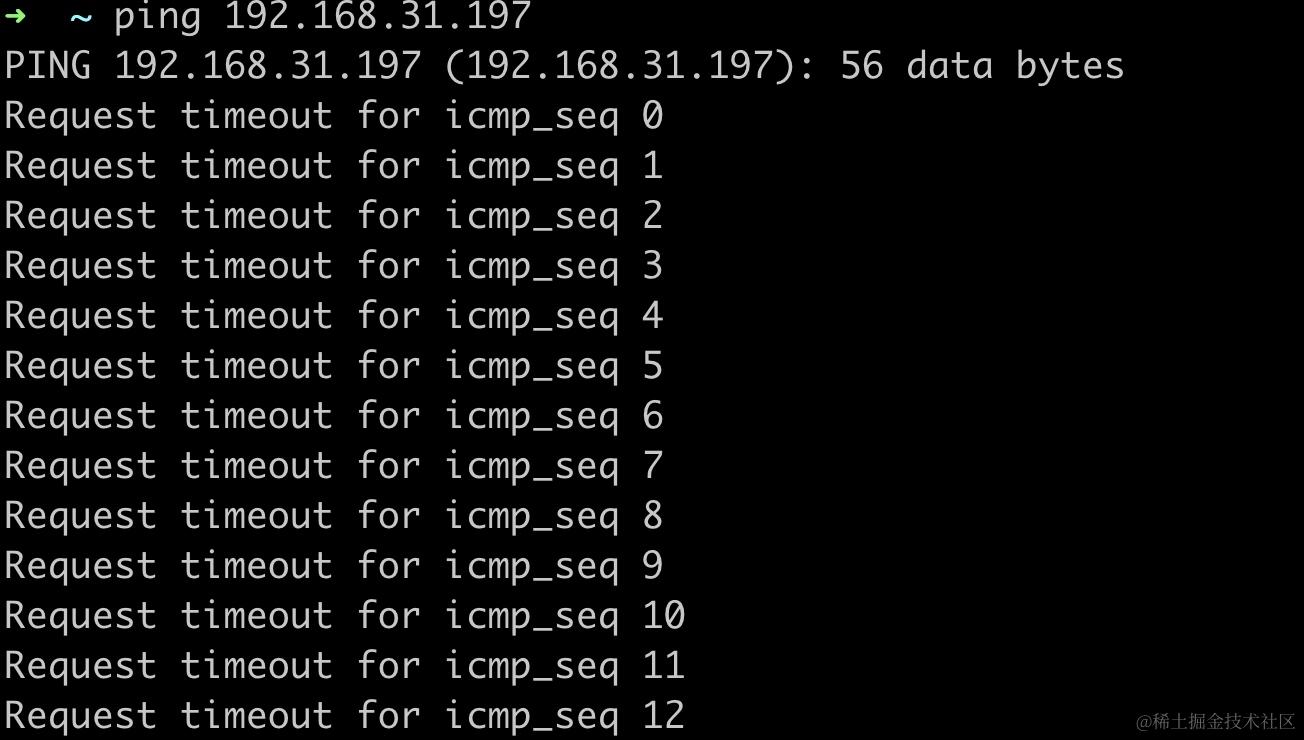 ➜ ~ ping 192.168.31.197
PING 192.168.31.197 (192.168.31.197): 56 data bytes
Request timeout for icmp_seq 0
Request timeout for icmp_seq 1
Request timeout for icmp_seq 2
Request timeout for icmp_seq 3
Request timeout for icmp_seq 4
Request timeout for icmp_seq 5
Request timeout for icmp_seq 6
Request timeout for icmp_seq 7
Request timeout for icmp_seq 8
Request timeout for icmp_seq 9
Request timeout for icmp_seq 10
Request timeout for icmp_seq 11
Request timeout for icmp_seq 12
@稀土掘金技术社区